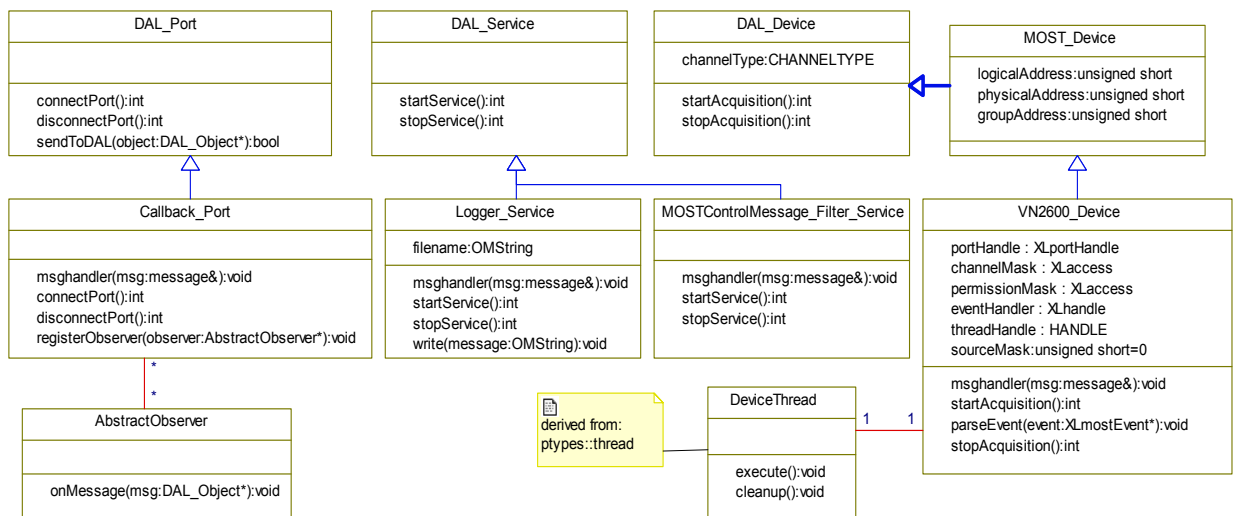 DAL_Port
connectPort():int
disconnectPort():int
sendToDAL(object:DAL_Object*):bool
DAL_Service
startService():int
stopService():int
DAL_Device
channelType:CHANNELTYPE
startAcquisition():int
stopAcquisition():int
MOST_Device
logicalAddress:unsigned short
physicalAddress:unsigned short
groupAddress:unsigned short
Callback_Port
msghandler(msg:message&):void
connectPort():int
disconnectPort():int
registerObserver(observer:AbstractObserver*):void
Logger_Service
filename:OMString
msghandler(msg:message&):void
startService():int
stopService():int
write(message:OMString):void
MOSTControlMessage_Filter_Service
msghandler(msg:message&):void
startService():int
stopService():int
VN2600_Device
portHandle : XLportHandle
channelMask : XLaccess
permissionMask : XLaccess
eventHandler : XLhandle
threadHandle : HANDLE
sourceMask:unsigned short=0
msghandler(msg:message&):void
startAcquisition():int
parseEvent(event:XLmostEvent*):void
stopAcquisition():int
*
*
AbstractObserver
onMessage(msg:DAL_Object*):void
derived from:
ptypes::thread
DeviceThread
execute():void
cleanup():void
1
1